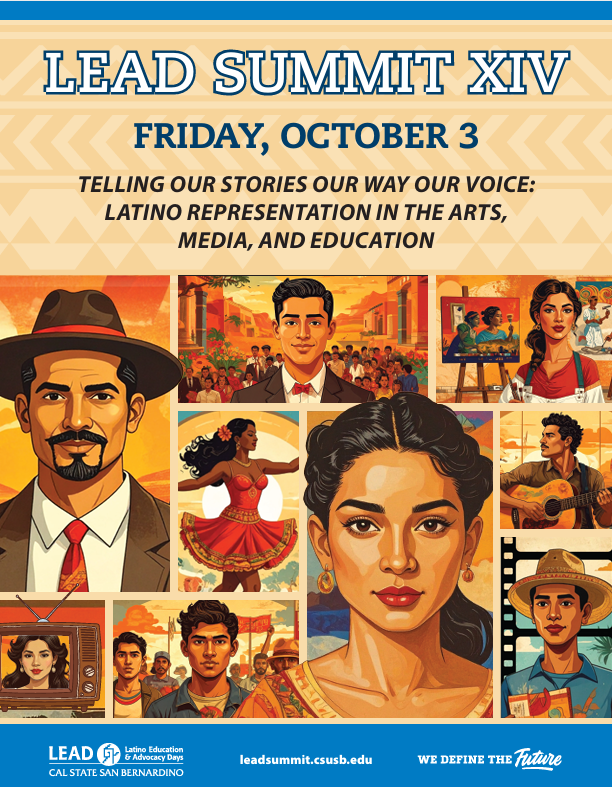 LEAD SUMMIT XIV
FRIDAY, OCTOBER 3
TELLING OUR STORIES OUR WAY OUR VOICE:
LATINO REPRESENTATION IN THE ARTS,
MEDIA, AND EDUCATION
LEAD Latino Education
& Advocacy Days
CAL STATE SAN BERNARDINO
leadsummit.csusb.edu
WE DEFINE THE Future